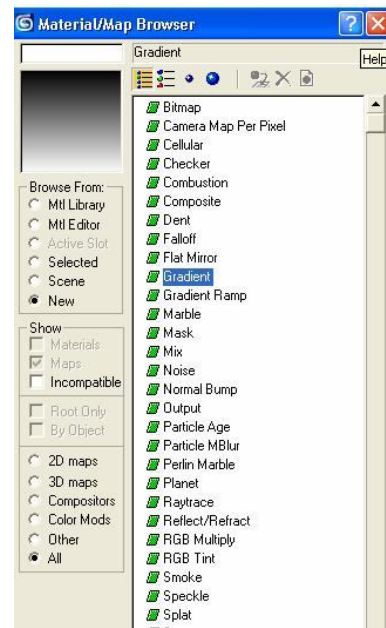 Material/Map Browser
Gradient
Help
Browse From:
Mtl Library
Mtl Editor
Active Slot
Selected
Scene
New
Show
Materials
Maps
Incompatible
Root Only
By Object
2D maps
3D maps
Compositors
Color Mods
Other
All
Bitmap
Camera Map Per Pixel
Cellular
Checker
Combustion
Composite
Dent
Falloff
Flat Mirror
Gradient
Gradient Ramp
Marble
Mask
Mix
Noise
Normal Bump
Output
Particle Age
Particle MBlur
Perlin Marble
Planet
Raytrace
Reflect/Refract
RGB Multiply
RGB Tint
Smoke
Speckle
Splat